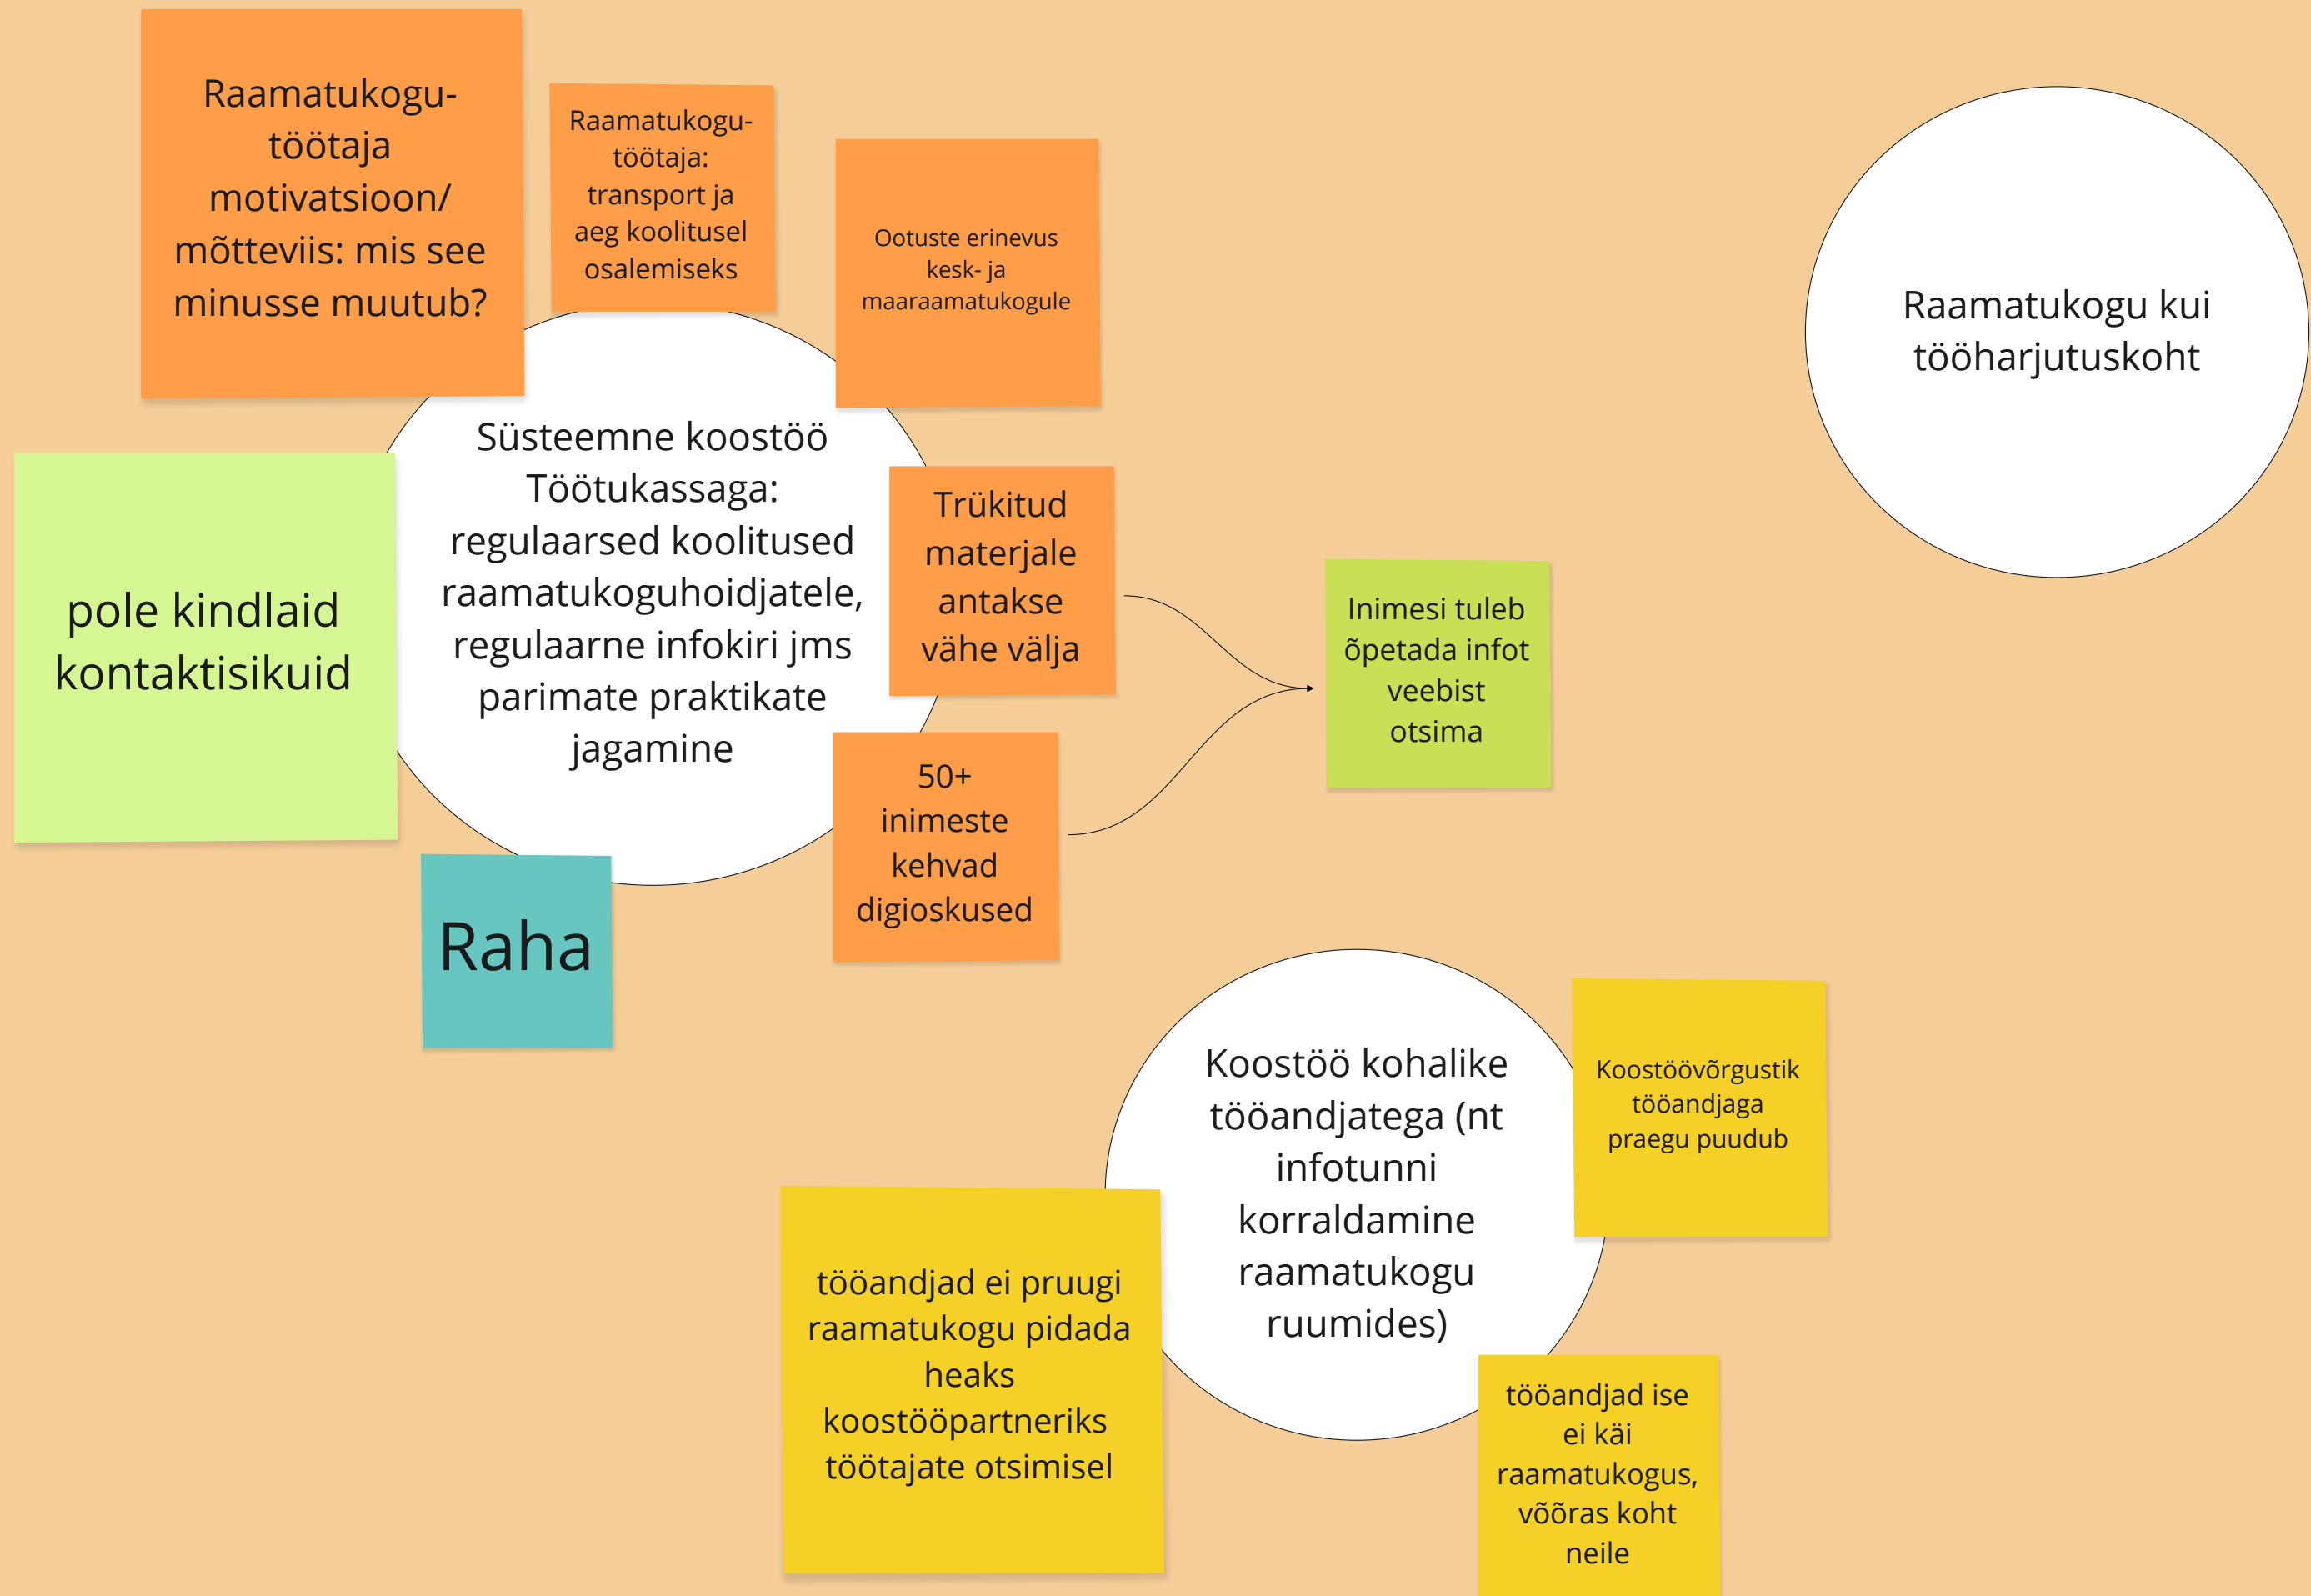 Raamatukogu-
töötaja
motivatsioon/
mõtteviis: mis see
minusse muutub?
Raamatukogu-
töötaja:
transport ja
aeg koolitusel
osalemiseks
Ootuste erinevus
kesk- ja
maaraamatukogule
Raamatukogu kui
tööharjutuskoht
Süsteemne koostöö
Töötukassaga:
regulaarsed koolitused
raamatukoguhoidjatele,
regulaarne infokiri jms
parimate praktikate
jagamine
pole kindlaid
kontaktisikuid
Trükitud
materjale
antakse
vähe välja
Inimesi tuleb
õpetada infot
veebist
otsima
50+
inimeste
kehvad
digioskused
Raha
Koostöö kohalike
tööandjatega (nt
infotunni
korraldamine
raamatukogu
ruumides)
Koostöövõrgustik
tööandjaga
praegu puudub
tööandjad ei pruugi
raamatukogu pidada
heaks
koostööpartneriks
töötajate otsimisel
tööandjad ise
ei käi
raamatukogus,
võõras koht
neile